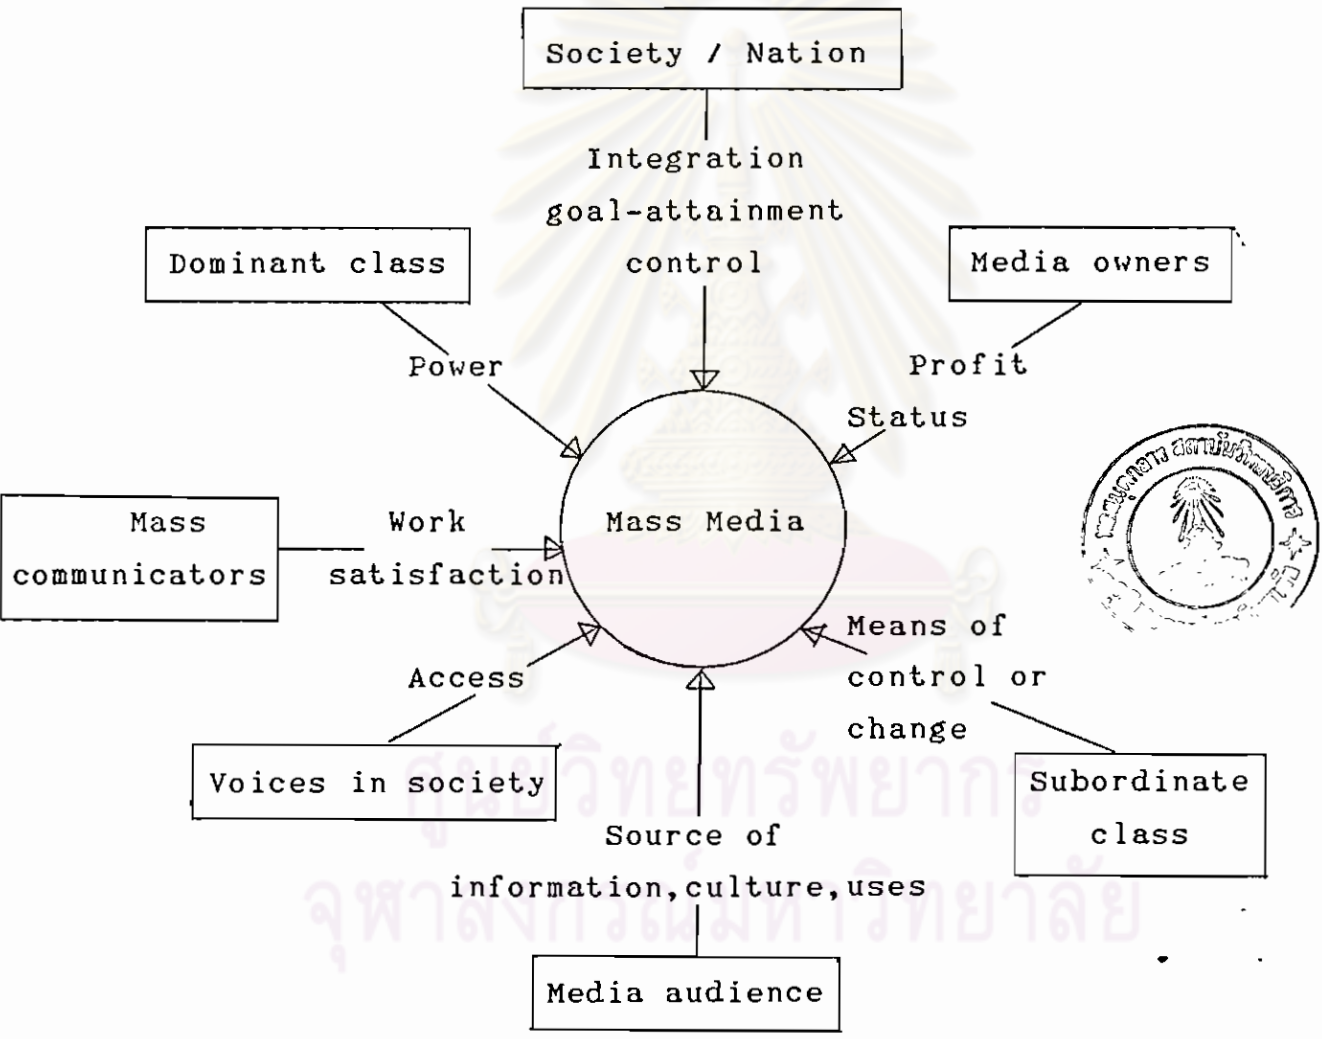 Society / Nation
Integration
goal-attainment
control
Dominant class
Media owners
Power
Profit
Status
Mass
communicators
Work
satisfaction
Mass Media
Access
Means of
control or
change
Voices in society
Subordinate
class
Source of
information,culture,uses
Media audience
ศูนย์วิทยทรัพยากร
จุฬาลงกรณ์มหาวิทยาลัย